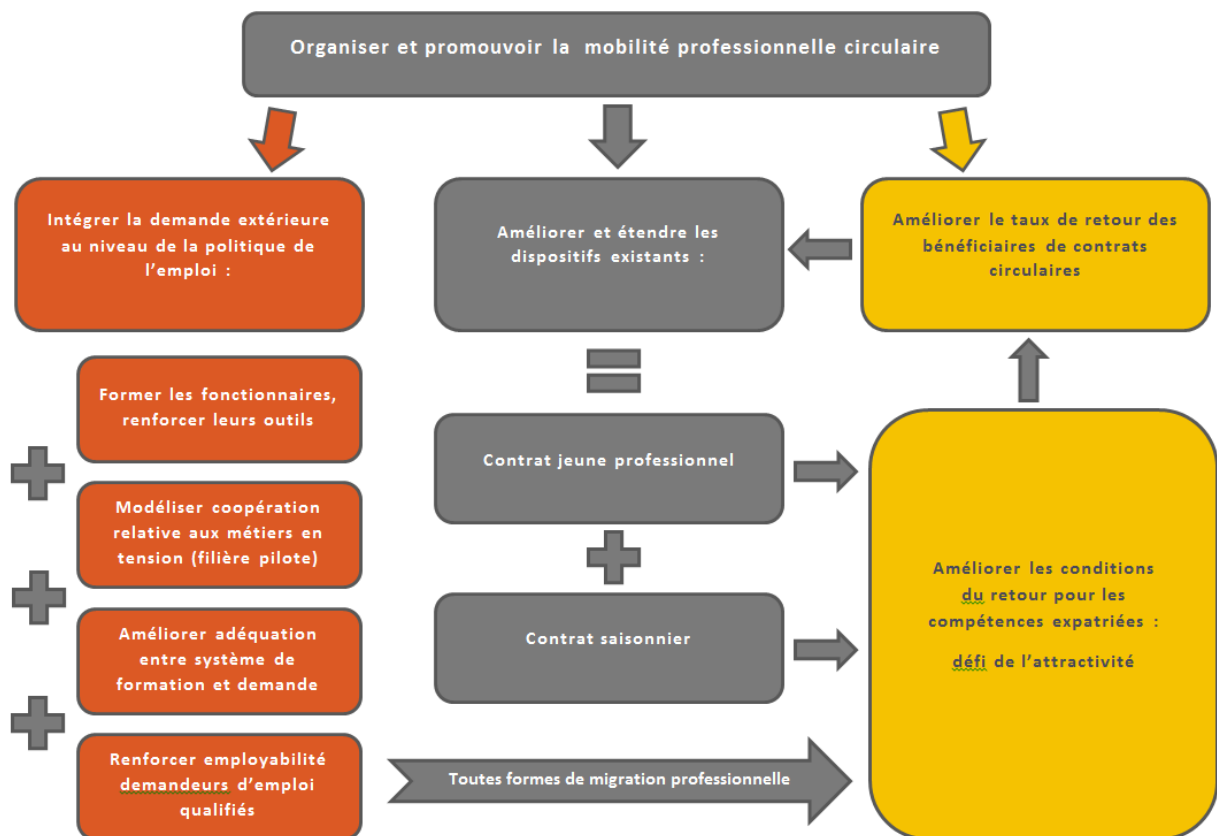 Organiser et promouvoir la mobilité professionnelle circulaire
Intégrer la demande extérieure
au niveau de la politique de
l’emploi :
Améliorer et étendre les
dispositifs existants :
Améliorer le taux de retour des
bénéficiaires de contrats
circulaires
Former les fonctionnaires,
renforcer leurs outils
Modéliser coopération
relative aux métiers en
tension (filière pilote)
Améliorer adéquation
entre système de
formation et demande
Renforcer employabilité
demandeurs d’emploi
qualifiés
Contrat jeune professionnel
Contrat saisonnier
Toutes formes de migration professionnelle
Améliorer les conditions
du retour pour les
compétences expatriées :
défi de l’attractivité